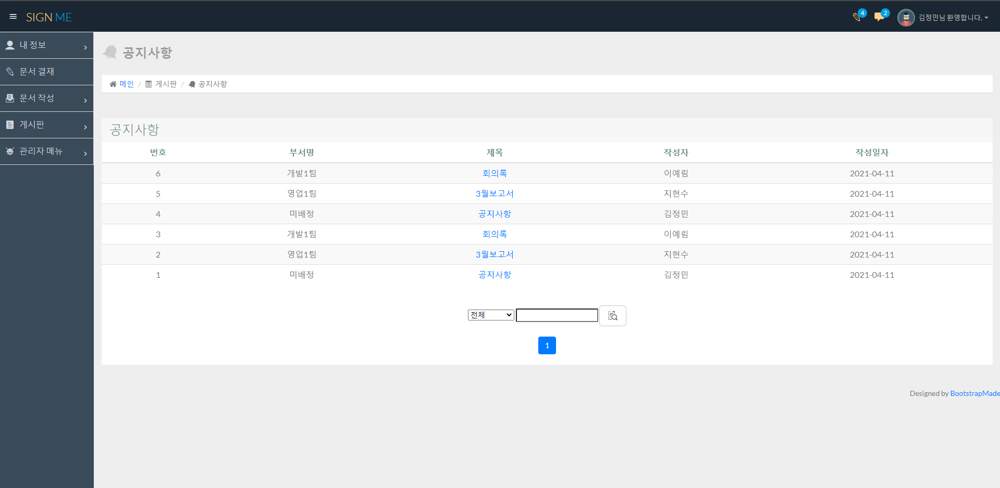 SIGN ME
4
2
김정민님 환영합니다.
내 정보
문서 결재
문서 작성
게시판
관리자 메뉴
공지사항
메인 / 게시판 / 공지사항
공지사항
번호 부서명 제목 작성자 작성일자
6 개발1팀 회의록 이예림 2021-04-11
5 영업1팀 3월보고서 지현수 2021-04-11
4 미배정 공지사항 김정민 2021-04-11
3 개발1팀 회의록 이예림 2021-04-11
2 영업1팀 3월보고서 지현수 2021-04-11
1 미배정 공지사항 김정민 2021-04-11
전체
1
Designed by BootstrapMade